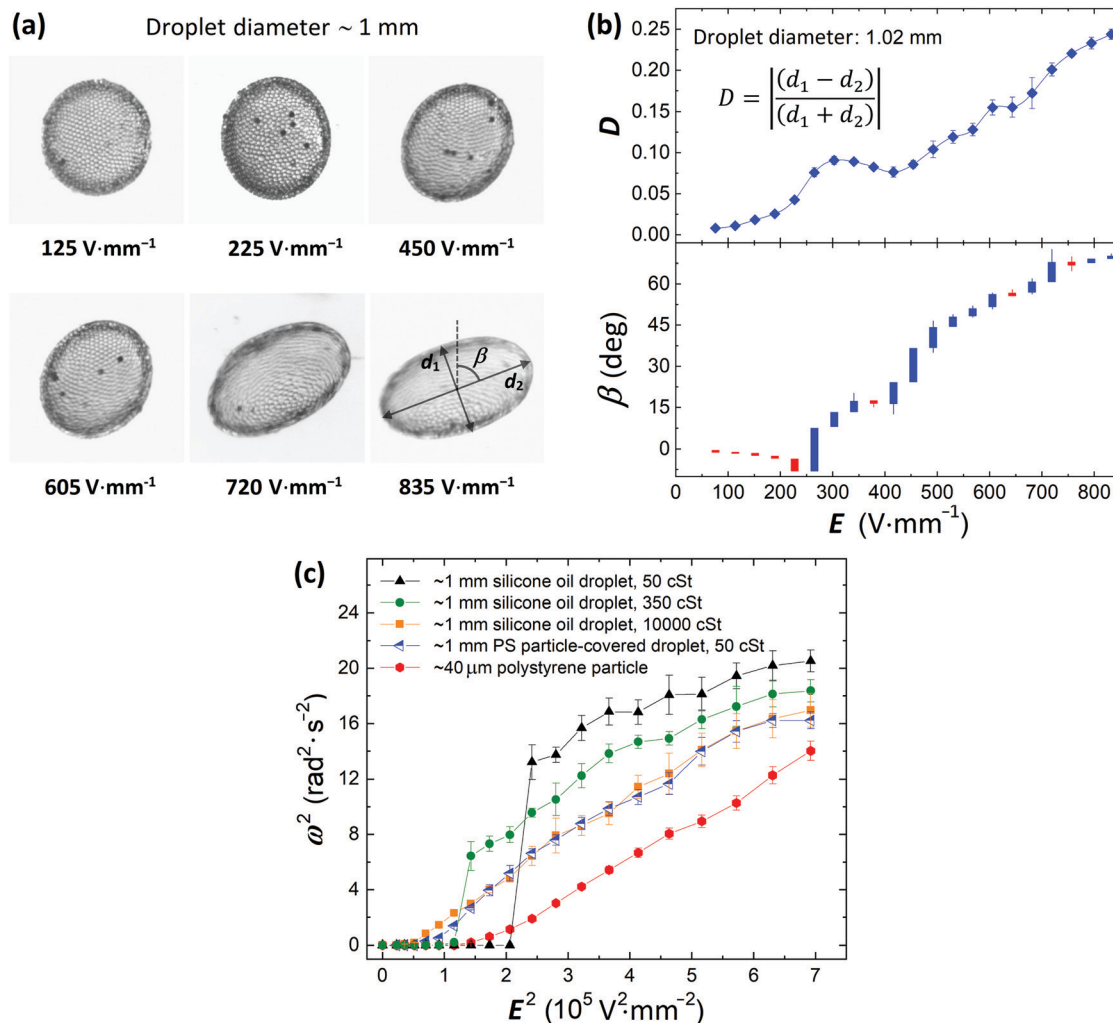 (a)
Droplet diameter ~ 1 mm
125 V·mm⁻¹
225 V·mm⁻¹
450 V·mm⁻¹
d₁
β
d₂
605 V·mm⁻¹
720 V·mm⁻¹
835 V·mm⁻¹
(b)
Droplet diameter: 1.02 mm
D = |(d₁ − d₂)/(d₁ + d₂)|
D
0.25
0.20
0.15
0.10
0.05
0.00
β (deg)
60
45
30
15
0
0 100 200 300 400 500 600 700 800
E (V·mm⁻¹)
(c)
~1 mm silicone oil droplet, 50 cSt
~1 mm silicone oil droplet, 350 cSt
~1 mm silicone oil droplet, 10000 cSt
~1 mm PS particle-covered droplet, 50 cSt
~40 μm polystyrene particle
ω² (rad²·s⁻²)
24
20
16
12
8
4
0
0 1 2 3 4 5 6 7
E² (10⁵ V²·mm⁻²)